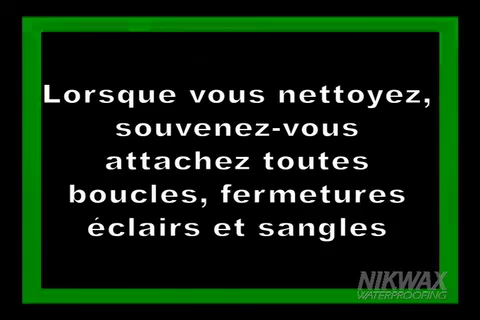 Lorsque vous nettoyez,
souvenez-vous
attachez toutes
boucles, fermetures
éclairs et sangles
NIKWAX
WATERPROOFING